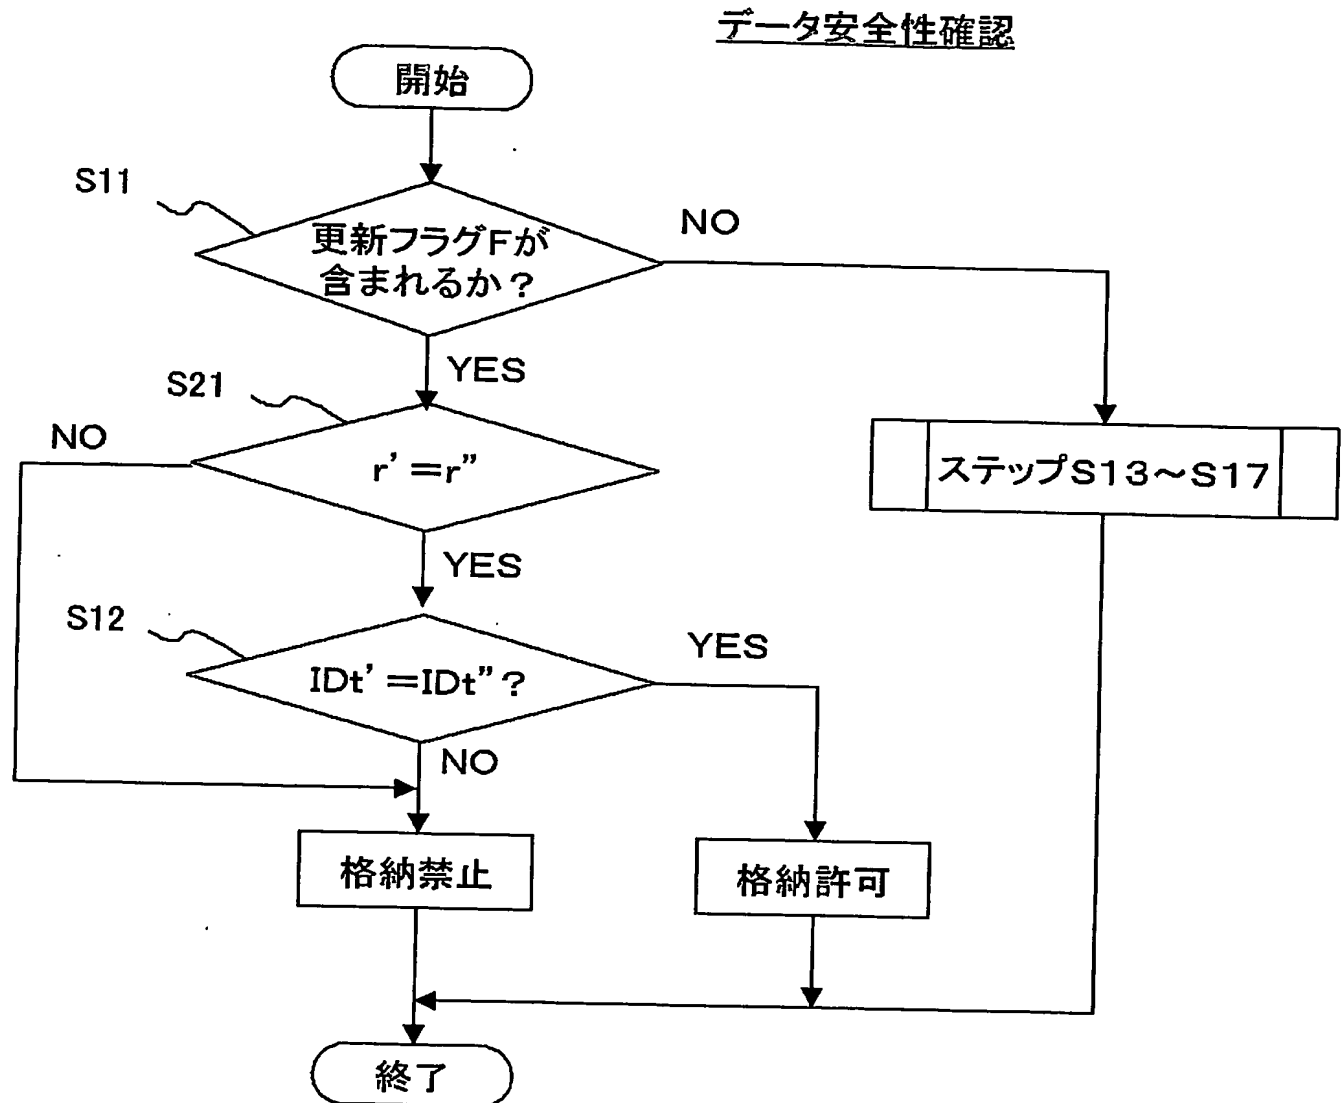 データ安全性確認
開始
S11
更新フラグFが
含まれるか?
NO
YES
S21
NO
r'=r"
ステップS13~S17
YES
S12
IDt'=IDt"?
YES
NO
格納禁止
格納許可
終了